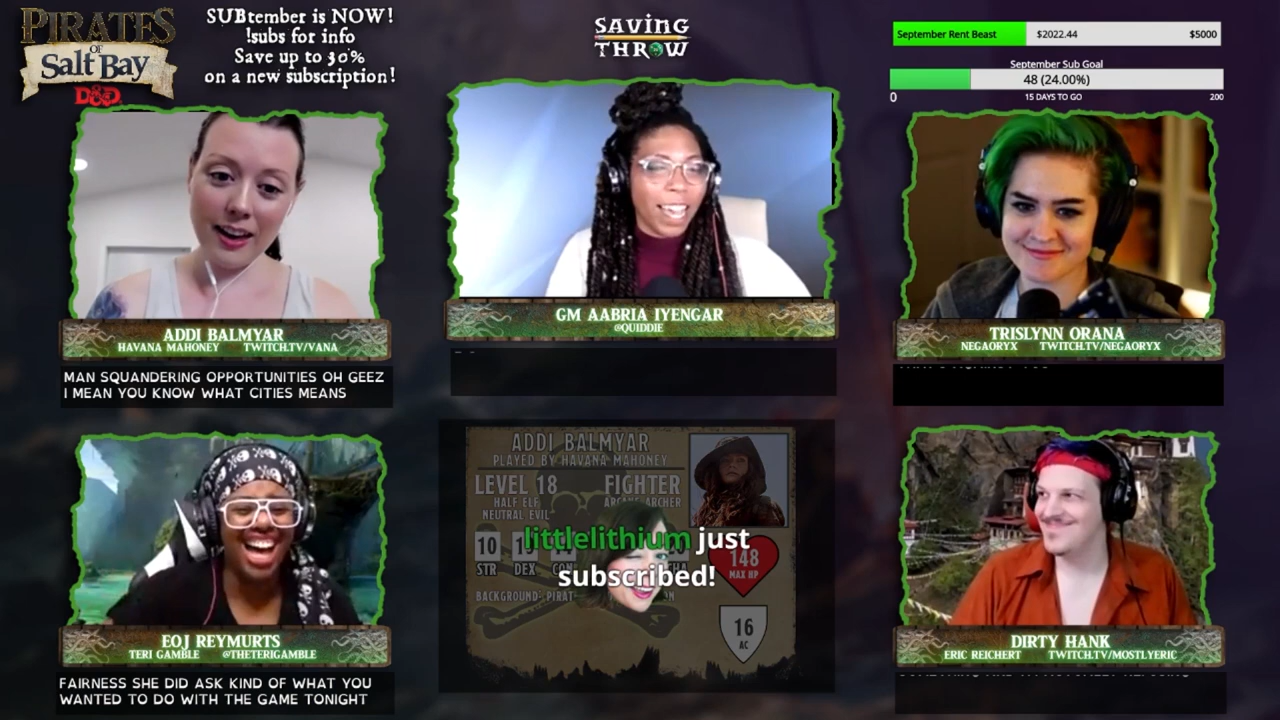 PIRATES
OF
Salt Bay
D&D
SUBtember is NOW!
!subs for info
Save up to 30%
on a new subscription!
SAVING
THROW
September Rent Beast $2022.44 $5000
September Sub Goal
48 (24.00%)
0 15 DAYS TO GO 200
ADDI BALMYAR
HAVANA MAHONEY TWITCH.TV/VANA
MAN SQUANDERING OPPORTUNITIES OH GEEZ
I MEAN YOU KNOW WHAT CITIES MEANS
GM AABRIA IYENGAR
@QUIDDIE
TRISLYNN ORANA
NEGAORYX TWITCH.TV/NEGAORYX
EOJ REYMURTS
TERI GAMBLE @THETERIGAMBLE
FAIRNESS SHE DID ASK KIND OF WHAT YOU
WANTED TO DO WITH THE GAME TONIGHT
ADDI BALMYAR
PLAYED BY HAVANA MAHONEY
LEVEL 18 FIGHTER
HALF ELF ARCANE ARCHER
NEUTRAL EVIL
littlelithium just
subscribed!
10
STR DEX CON CHA
148
MAX HP
BACKGROUND:
16
AC
DIRTY HANK
ERIC REICHERT TWITCH.TV/MOSTLYERIC